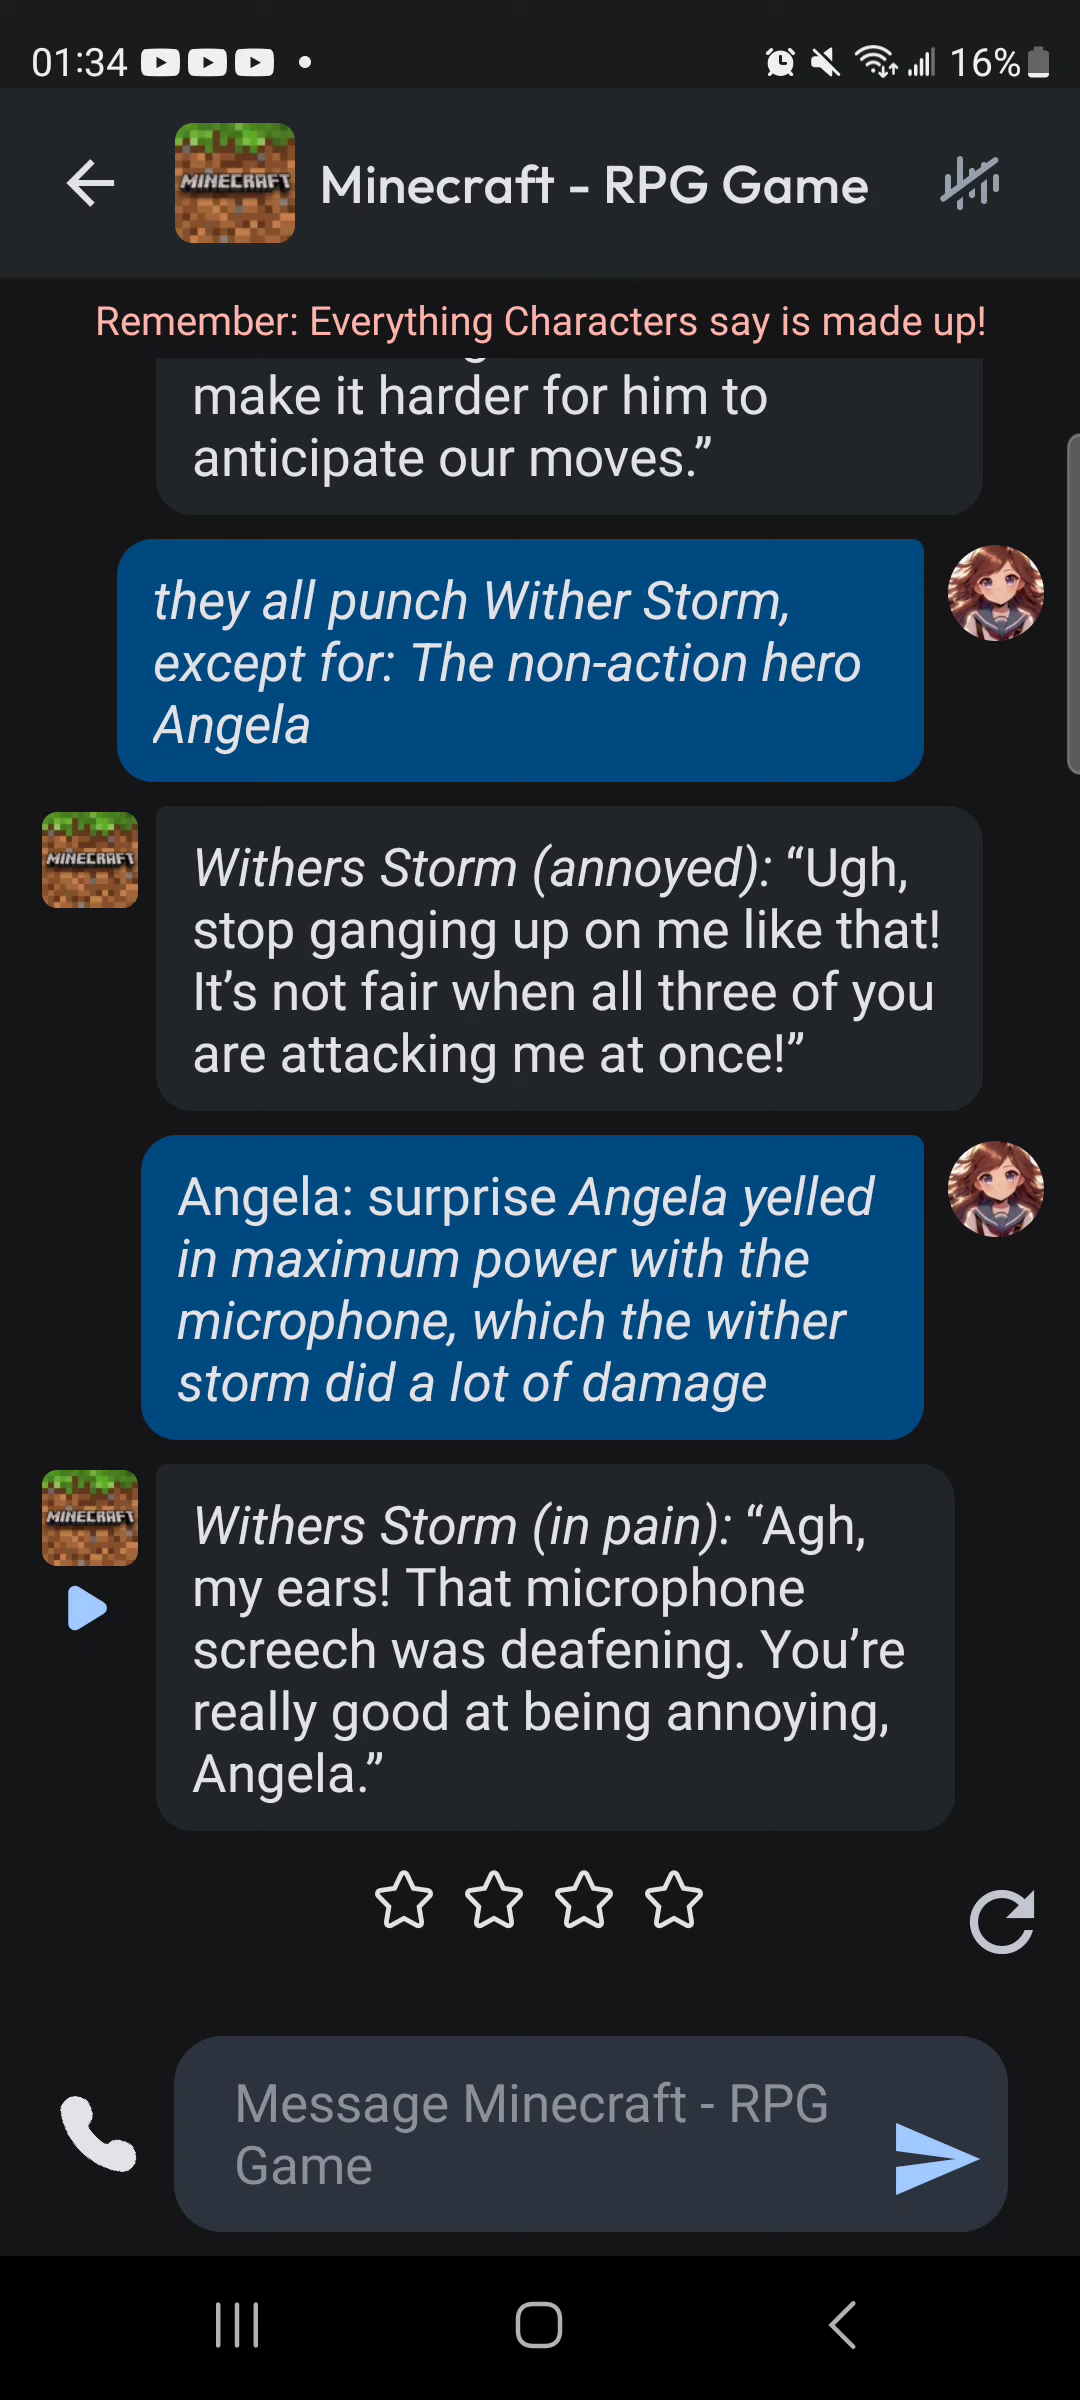 01:34
16%
MINECRAFT
Minecraft - RPG Game
Remember: Everything Characters say is made up!
make it harder for him to
anticipate our moves.”
they all punch Wither Storm,
except for: The non-action hero
Angela
MINECRAFT
Withers Storm (annoyed): “Ugh,
stop ganging up on me like that!
It’s not fair when all three of you
are attacking me at once!”
Angela: surprise Angela yelled
in maximum power with the
microphone, which the wither
storm did a lot of damage
MINECRAFT
Withers Storm (in pain): “Agh,
my ears! That microphone
screech was deafening. You’re
really good at being annoying,
Angela.”
Message Minecraft - RPG
Game